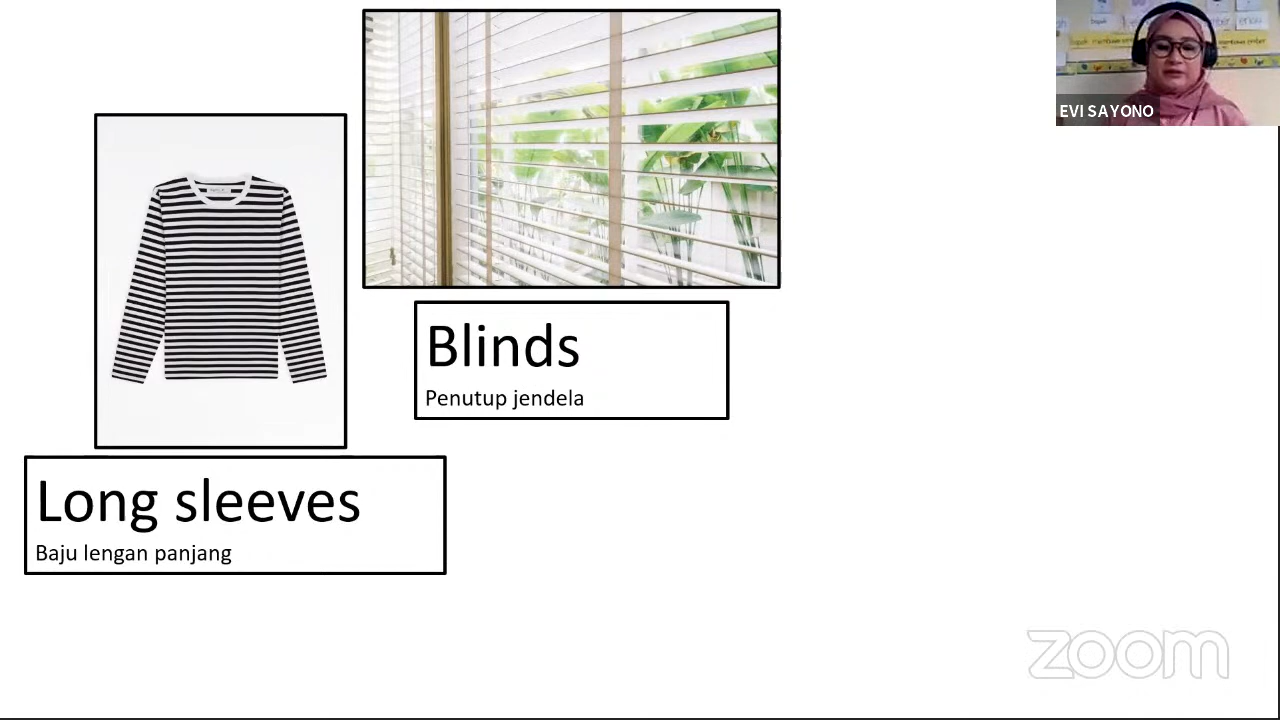 Blinds
Penutup jendela
Long sleeves
Baju lengan panjang
EVI SAYONO
zoom